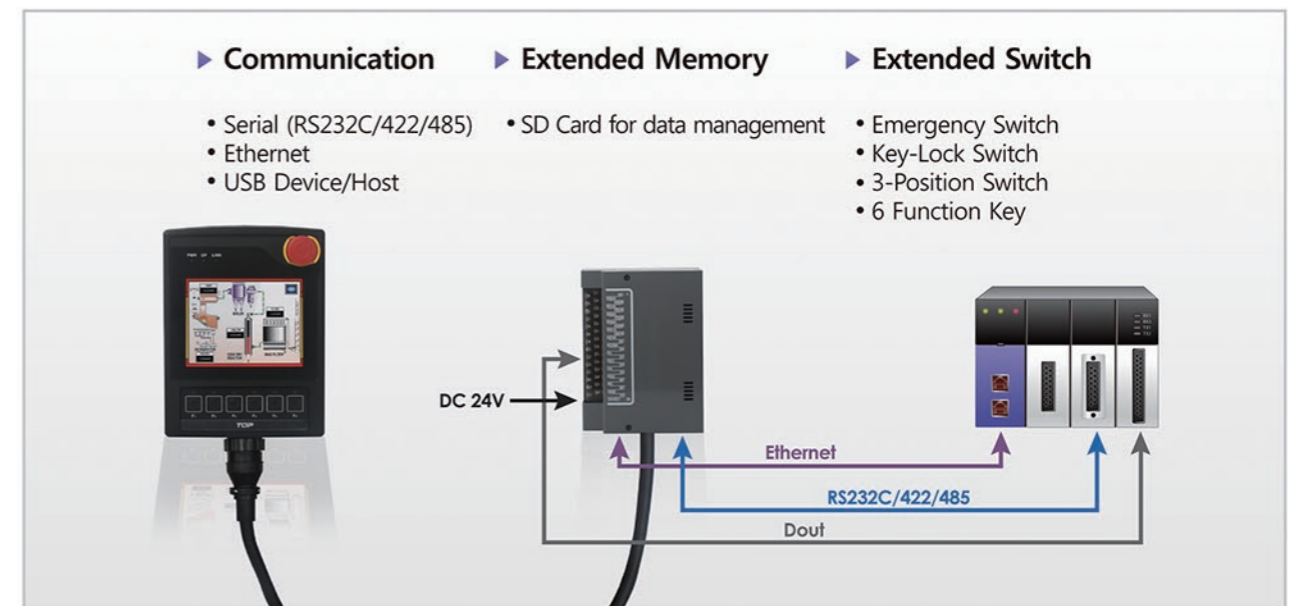 Communication
Extended Memory
Extended Switch
• Serial (RS232C/422/485)
• Ethernet
• USB Device/Host
• SD Card for data management
• Emergency Switch
• Key-Lock Switch
• 3-Position Switch
• 6 Function Key
TOP
DC 24V
Ethernet
RS232C/422/485
Dout